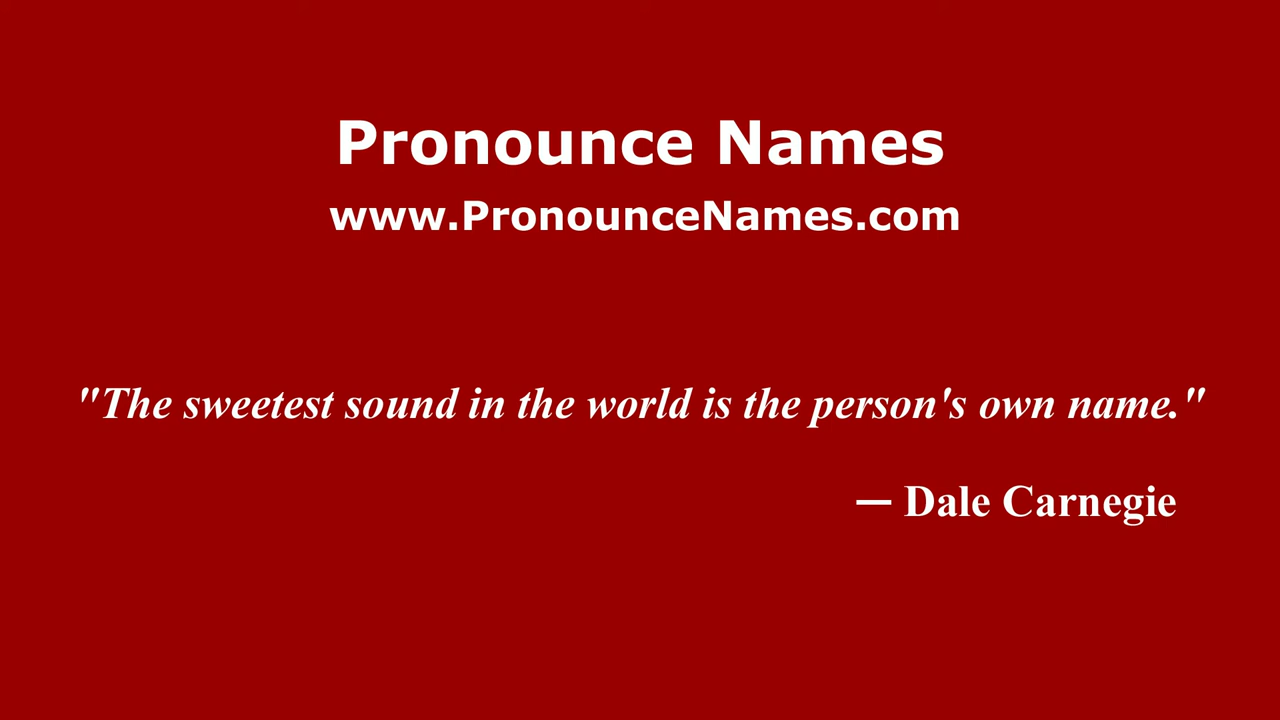 Pronounce Names
www.PronounceNames.com
"The sweetest sound in the world is the person's own name."
— Dale Carnegie